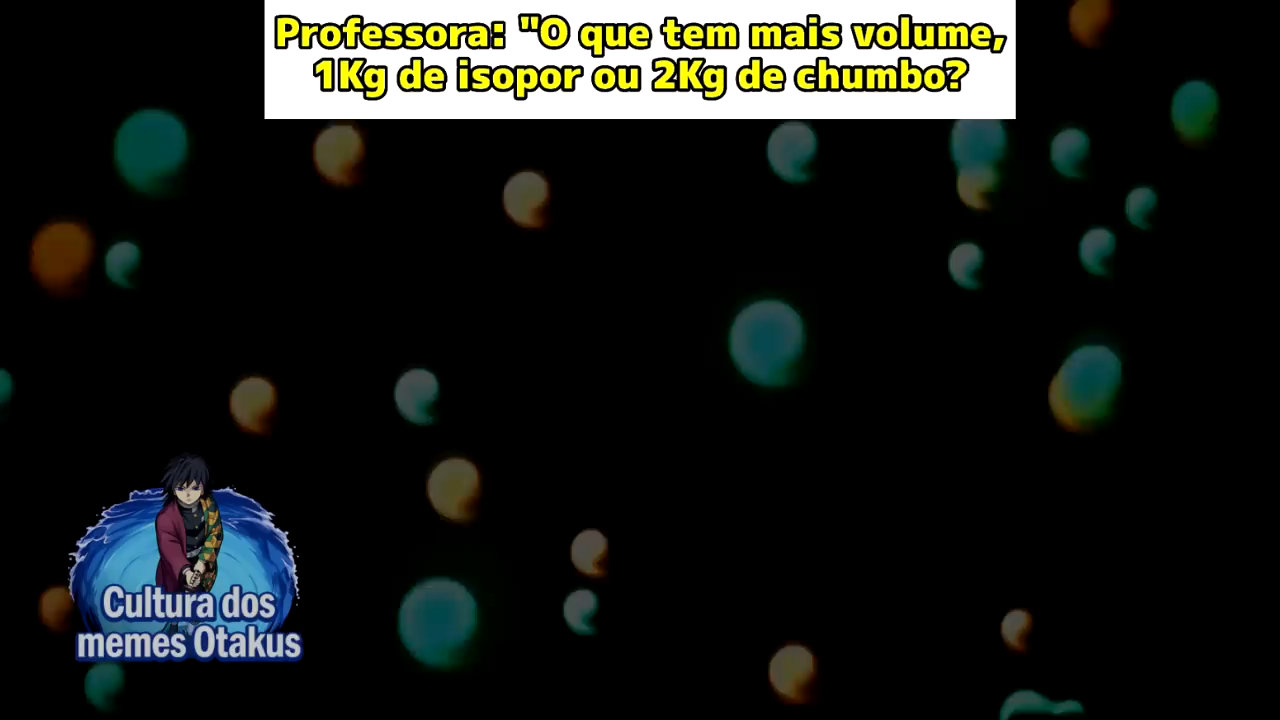 Professora: "O que tem mais volume,
1Kg de isopor ou 2Kg de chumbo?
Cultura dos
memes Otakus